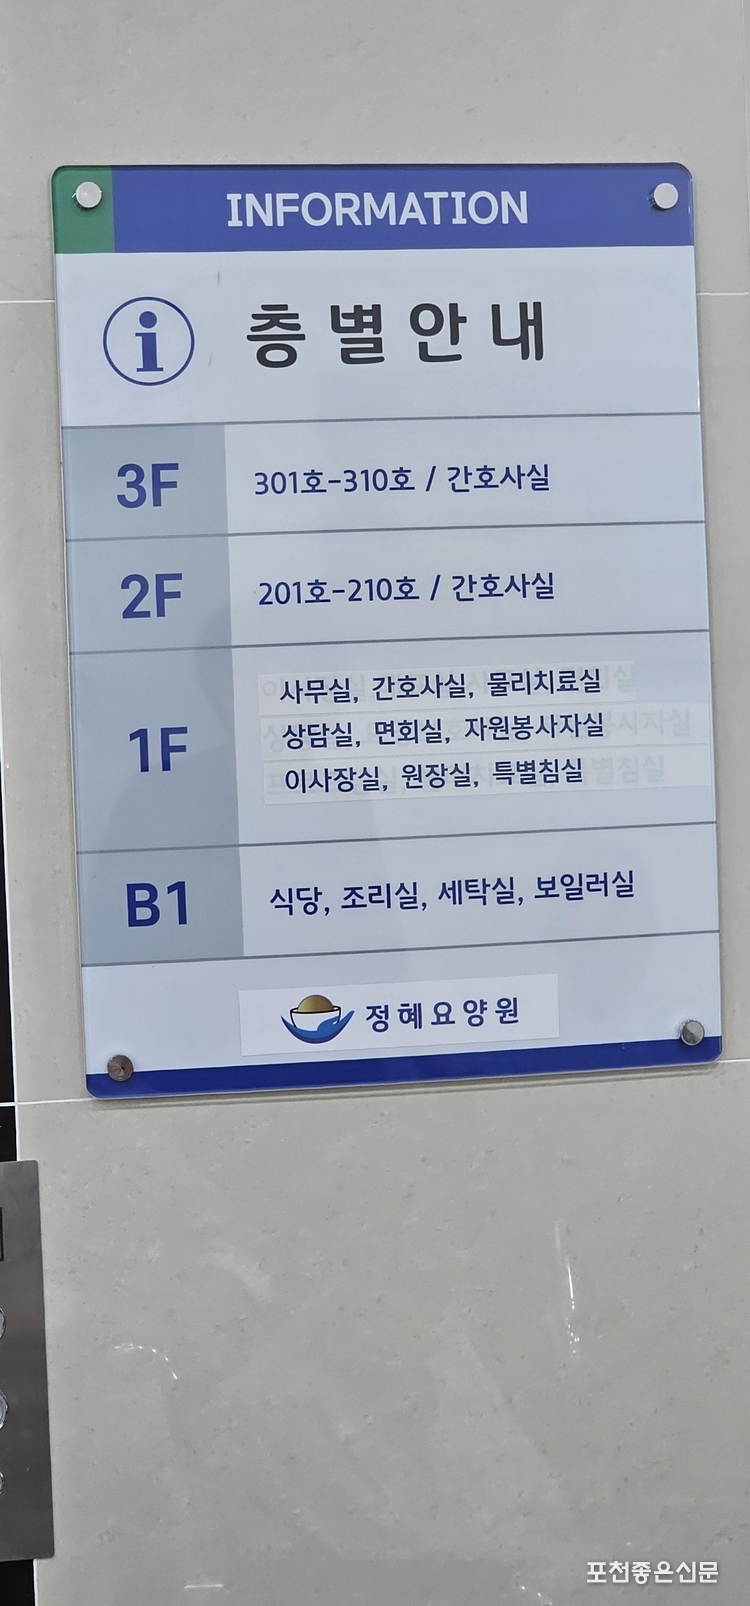 INFORMATION
i 층별안내
3F 301호-310호 / 간호사실
2F 201호-210호 / 간호사실
1F 사무실, 간호사실, 물리치료실
상담실, 면회실, 자원봉사자실
이사장실, 원장실, 특별침실
B1 식당, 조리실, 세탁실, 보일러실
정혜요양원
포천좋은신문